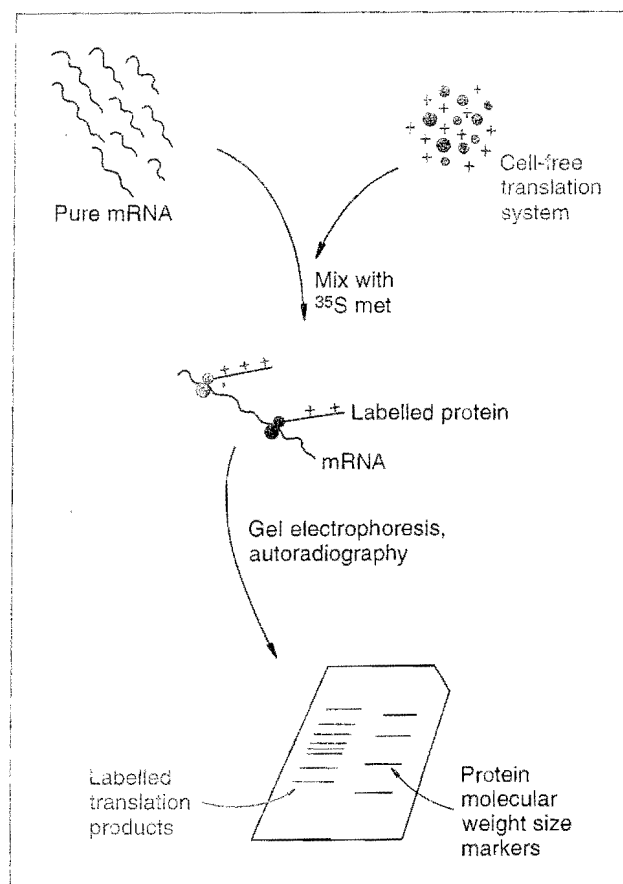 Pure mRNA
Cell-free
translation
system
Mix with
³⁵S met
Labelled protein
mRNA
Gel electrophoresis,
autoradiography
Labelled
translation
products
Protein
molecular
weight size
markers